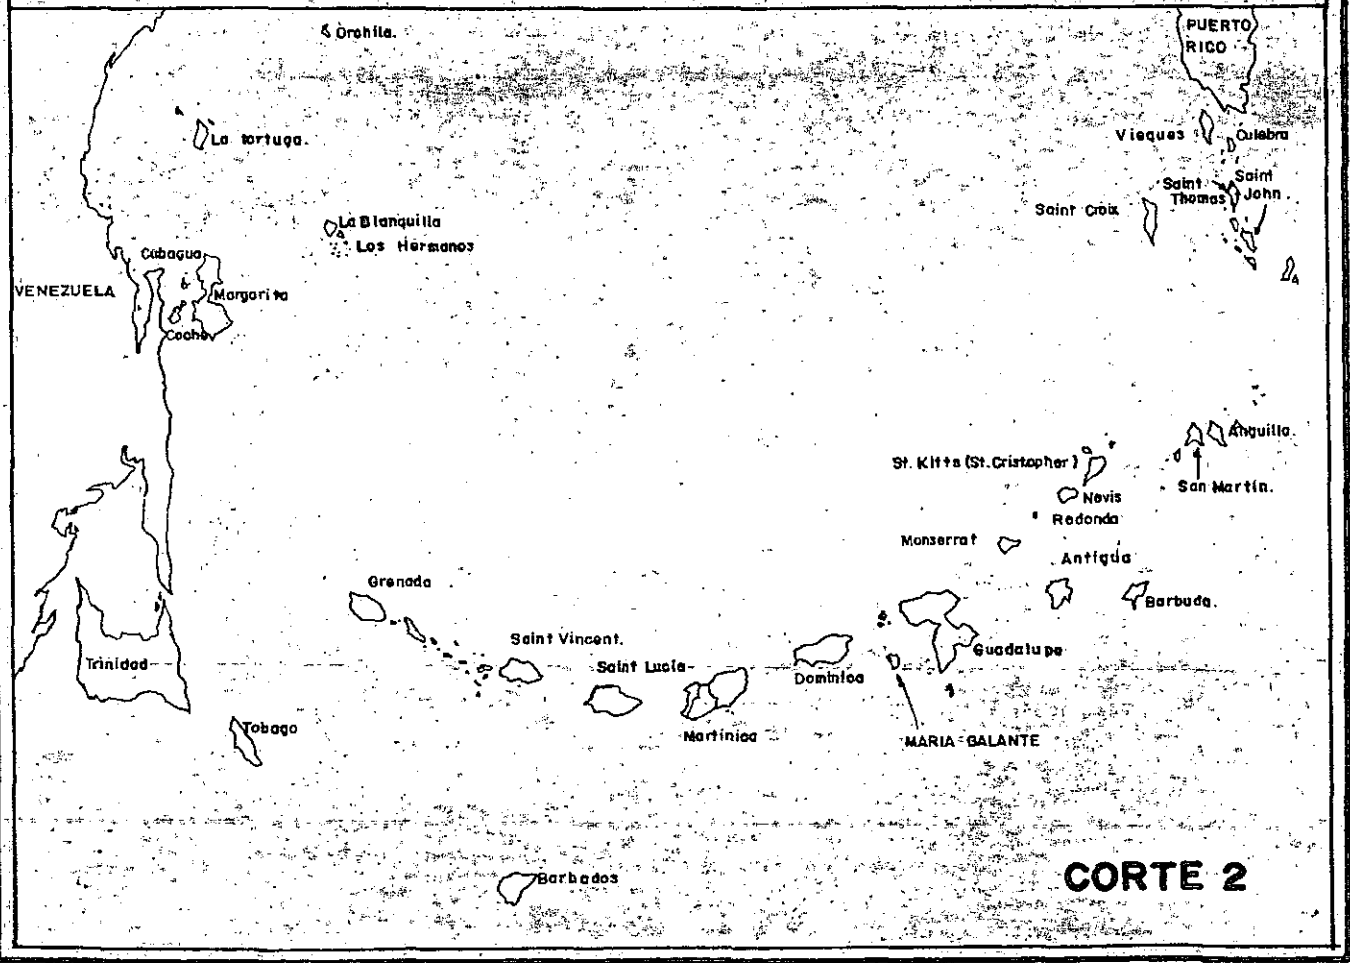 Orchila.
PUERTO
RICO
La tortuga.
Vieques
Culebra
Saint
Thomas
Saint
John
Saint Croix
La Blanquilla
Los Hermanos
Cubagua
VENEZUELA
Margarita
Coche
Anguilla.
St. Kitts (St. Cristopher)
San Martin.
Nevis
Redonda
Monserrat
Antigua
Grenada
Barbuda.
Saint Vincent.
Guadalupe
Trinidad
Saint Lucia
Dominica
Tobago
Martinica
MARIA GALANTE
Barbados
CORTE 2